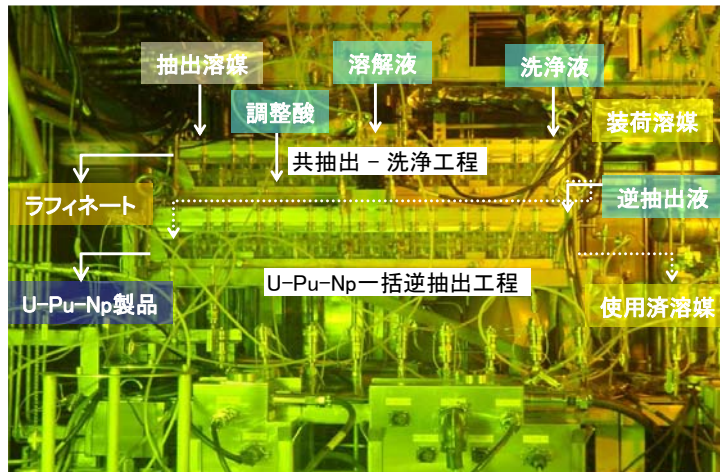 抽出溶媒
溶解液
洗浄液
調整酸
装荷溶媒
共抽出 – 洗浄工程
ラフィネート
逆抽出液
U-Pu-Np一括逆抽出工程
U-Pu-Np製品
使用済溶媒